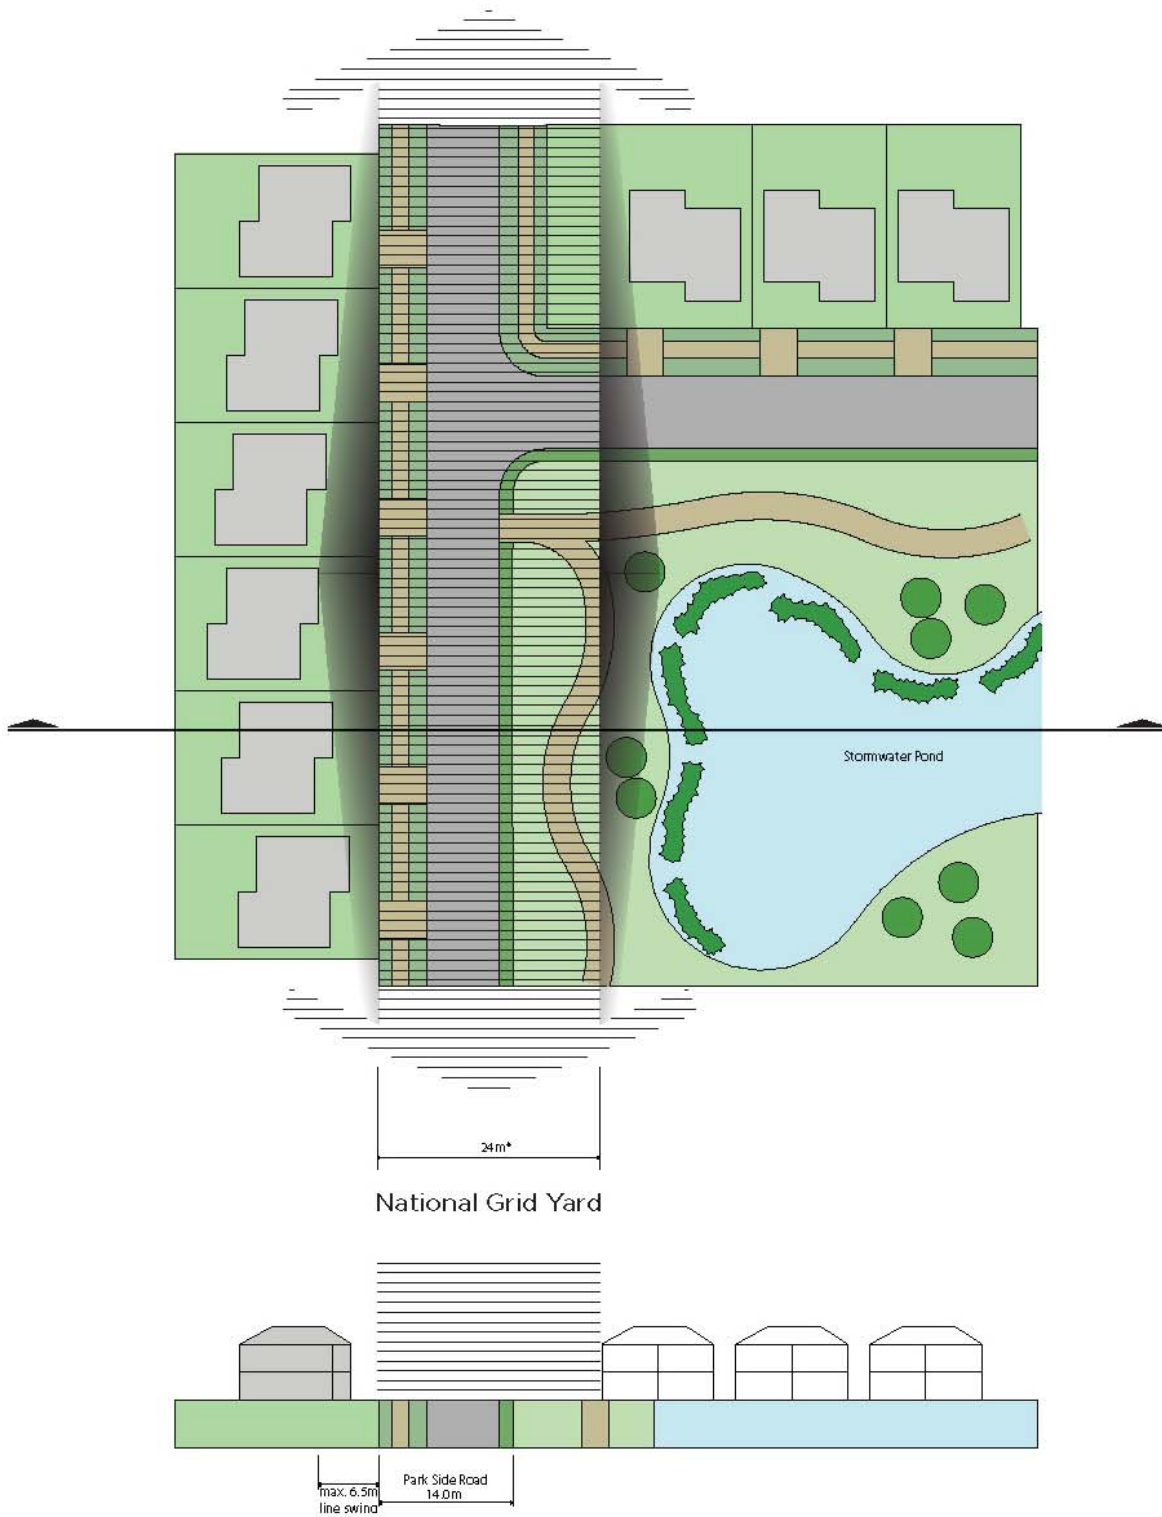 Stormwater Pond
24m*
National Grid Yard
Park Side Road
14.0m
max. 6.5m
line swing